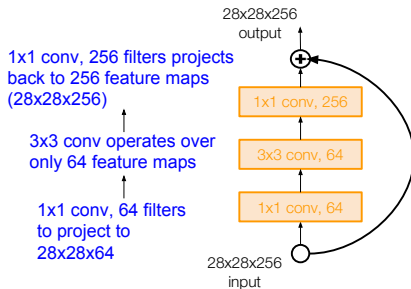 28x28x256
output
1x1 conv, 256 filters projects
back to 256 feature maps
(28x28x256)
1x1 conv, 256
3x3 conv operates over
only 64 feature maps
3x3 conv, 64
1x1 conv, 64 filters
to project to
28x28x64
1x1 conv, 64
28x28x256
input